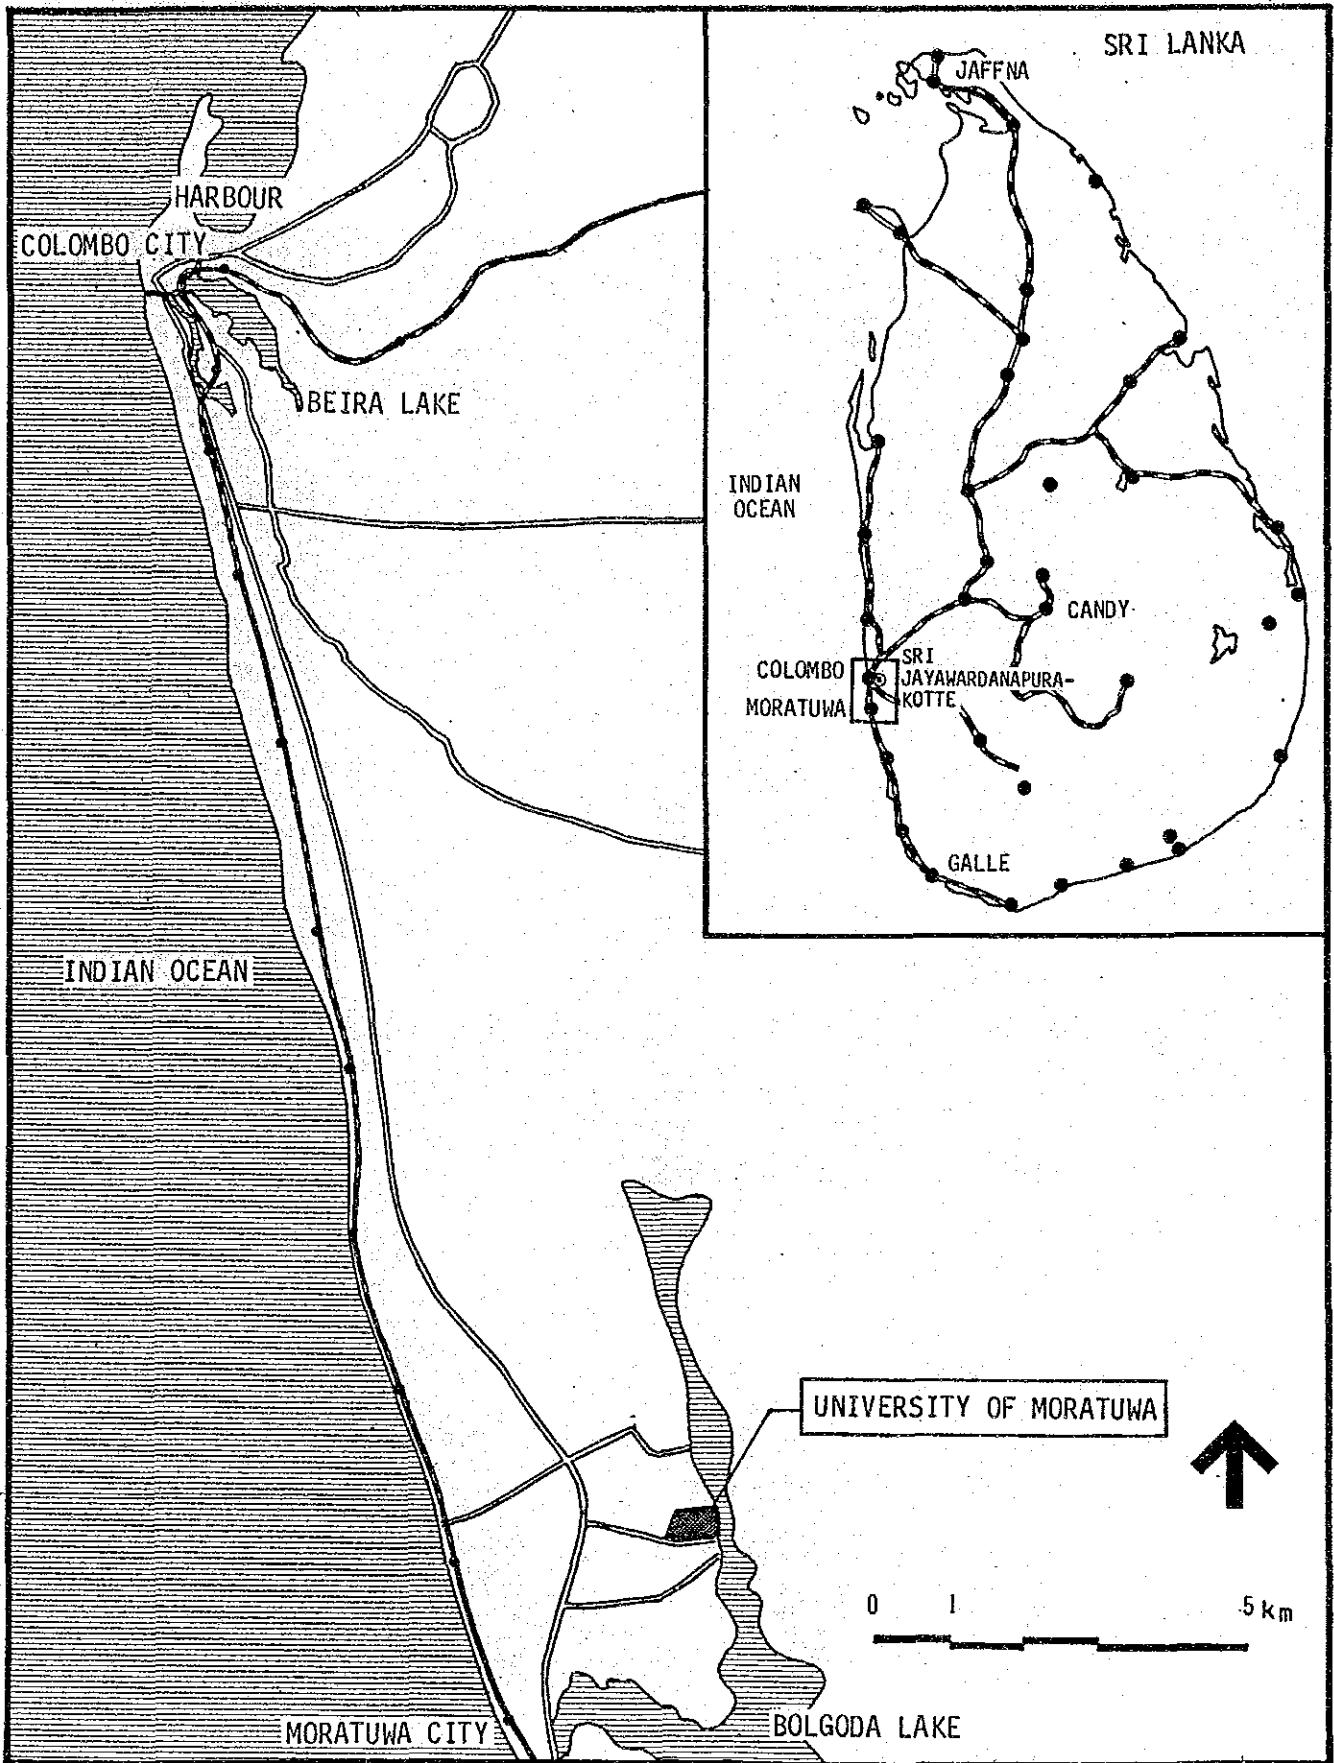 SRI LANKA
JAFFNA
HARBOUR
COLOMBO CITY
BEIRA LAKE
INDIAN
OCEAN
CANDY
COLOMBO
SRI
JAYAWARDANAPURA-
KOTTE
MORATUWA
GALLE
INDIAN OCEAN
UNIVERSITY OF MORATUWA
0 1 5 km
MORATUWA CITY
BOLGODA LAKE